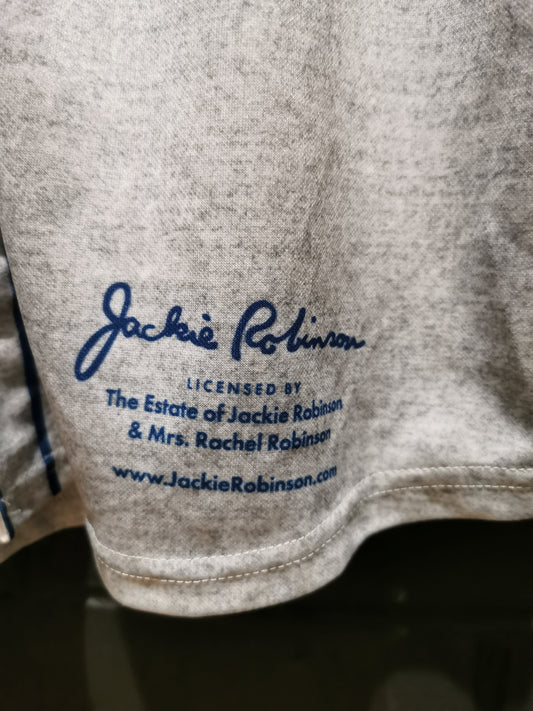 Jackie Robinson
LICENSED BY
The Estate of Jackie Robinson
& Mrs. Rachel Robinson
www.JackieRobinson.com